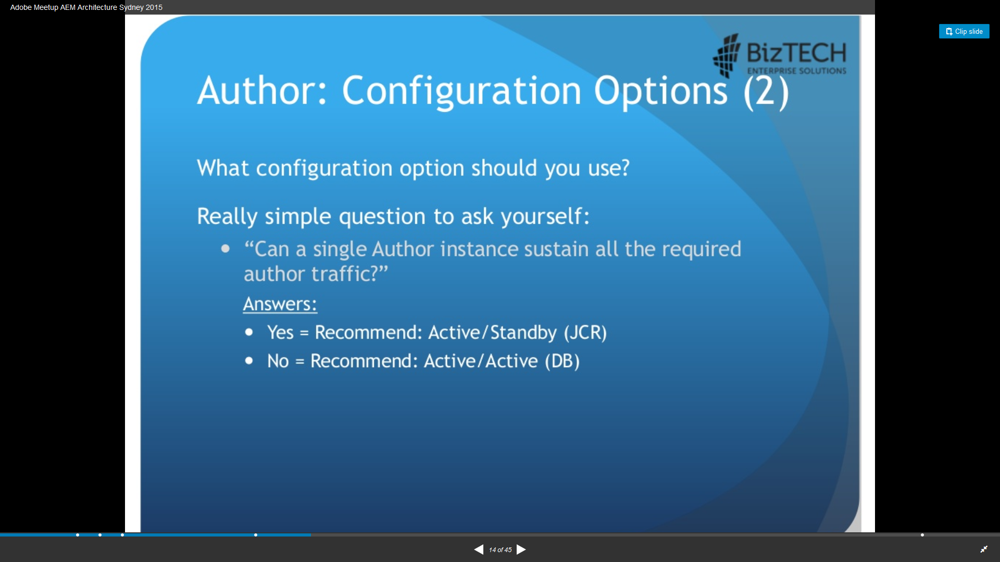 Adobe Meetup AEM Architecture Sydney 2015
Clip slide
BizTECH
ENTERPRISE SOLUTIONS
Author: Configuration Options (2)
What configuration option should you use?
Really simple question to ask yourself:
• “Can a single Author instance sustain all the required
author traffic?”
Answers:
• Yes = Recommend: Active/Standby (JCR)
• No = Recommend: Active/Active (DB)
14 of 45